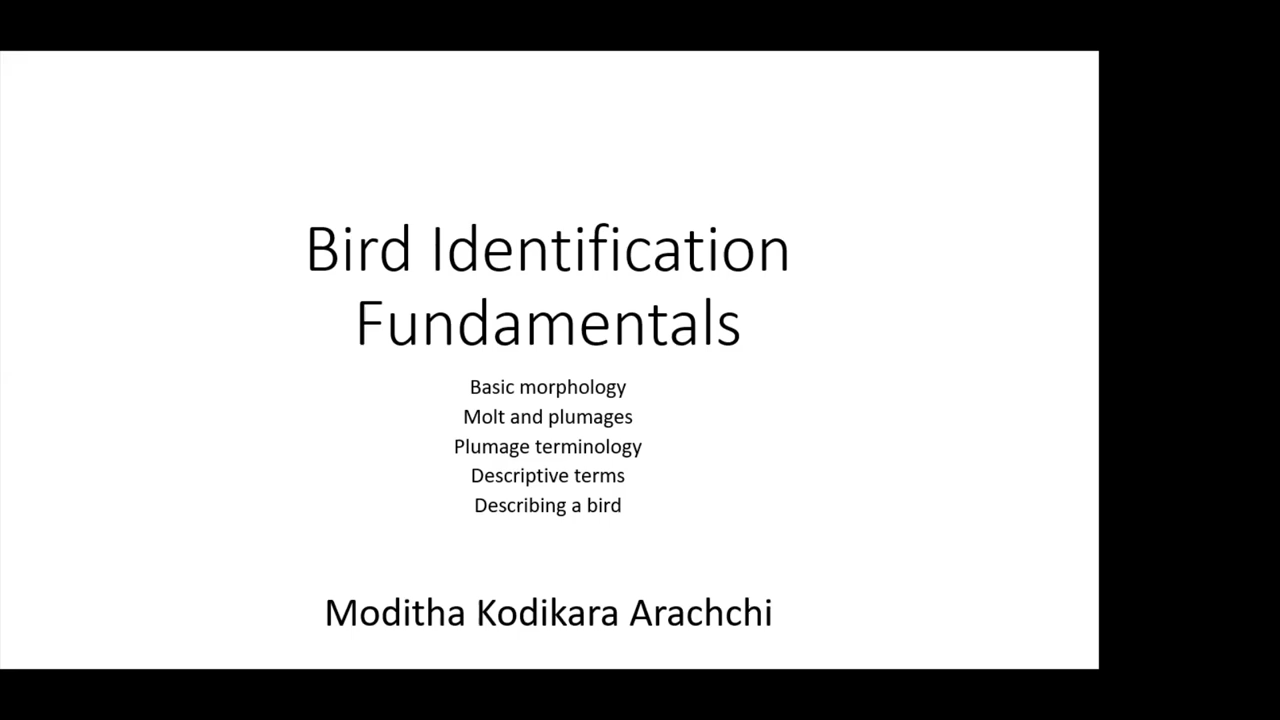 Bird Identification
Fundamentals
Basic morphology
Molt and plumages
Plumage terminology
Descriptive terms
Describing a bird
Moditha Kodikara Arachchi